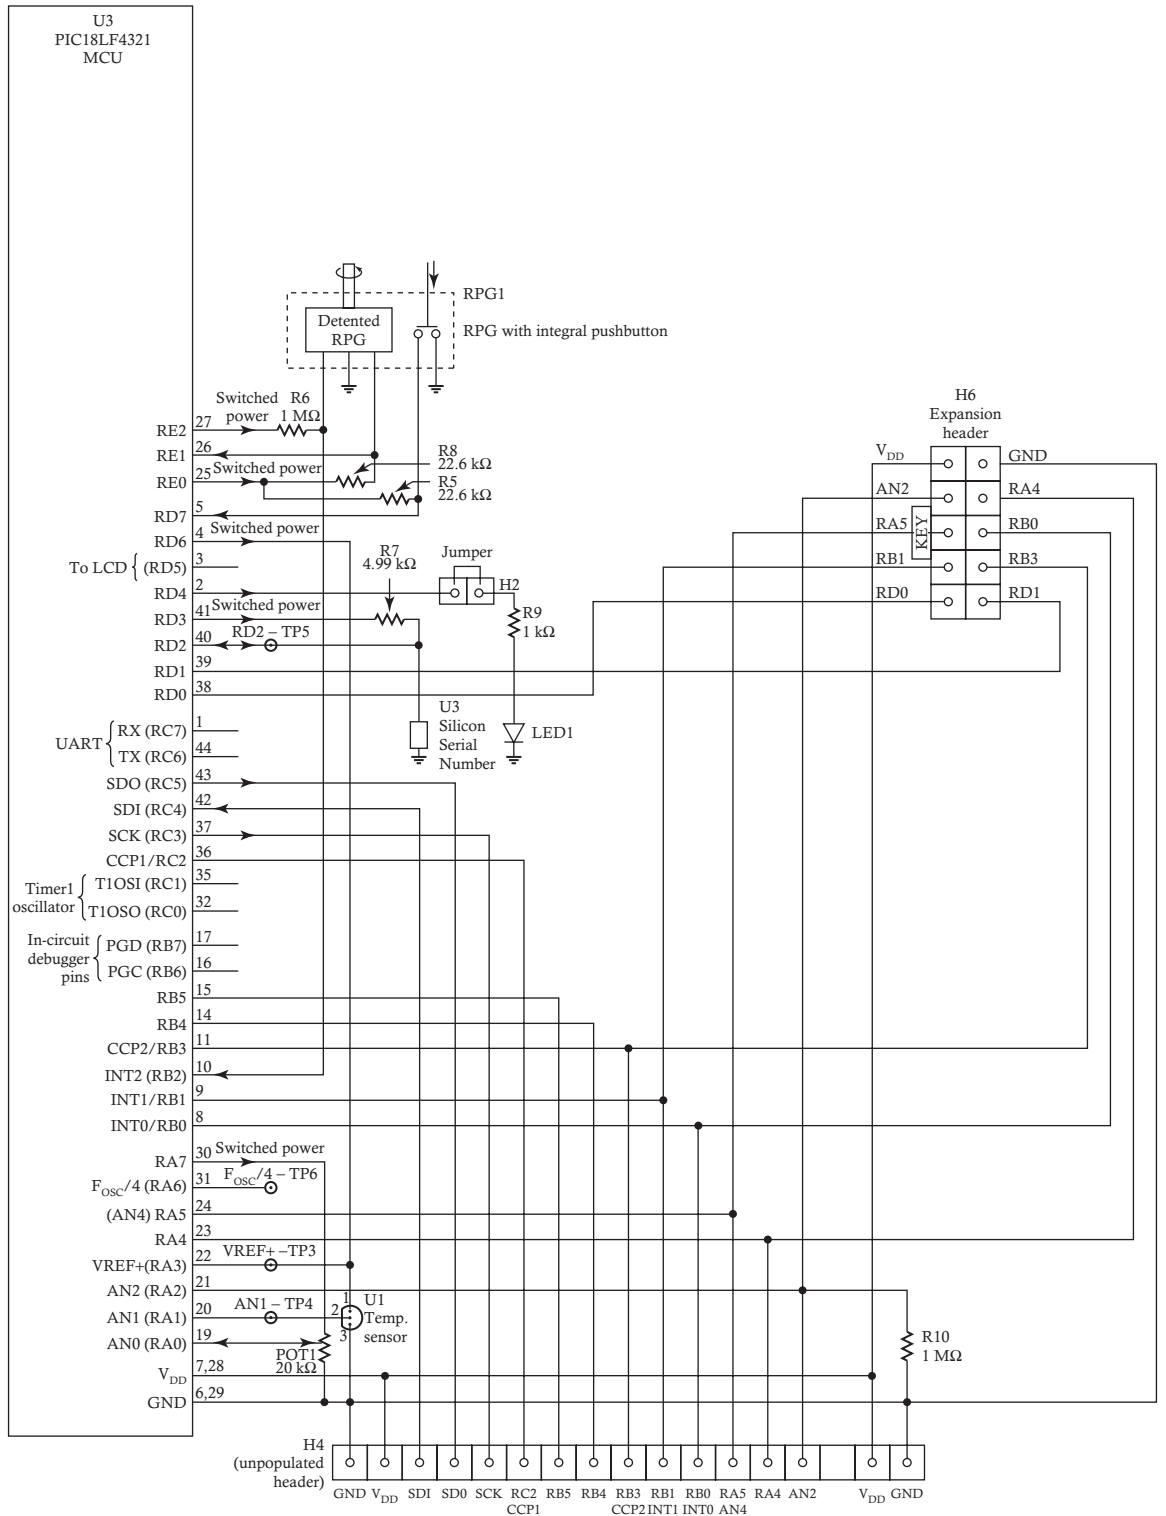 U3
PIC18LF4321
MCU
RPG1
Detented
RPG
RPG with integral pushbutton
Switched
power
R6
1 MΩ
RE2
27
RE1
26
R8
22.6 kΩ
RE0
25
Switched power
R5
22.6 kΩ
RD7
5
RD6
4
Switched power
To LCD
(RD5)
3
R7
4.99 kΩ
Jumper
RD4
2
H2
RD3
41
Switched power
R9
1 kΩ
RD2
40
RD2 – TP5
RD1
39
RD0
38
U3
Silicon
Serial
Number
LED1
UART
RX (RC7)
1
TX (RC6)
44
SDO (RC5)
43
SDI (RC4)
42
SCK (RC3)
37
CCP1/RC2
36
Timer1
oscillator
T1OSI (RC1)
35
T1OSO (RC0)
32
In-circuit
debugger
pins
PGD (RB7)
17
PGC (RB6)
16
RB5
15
RB4
14
CCP2/RB3
11
INT2 (RB2)
10
INT1/RB1
9
INT0/RB0
8
RA7
30
Switched power
FOSC/4 (RA6)
31
FOSC/4 – TP6
(AN4) RA5
24
RA4
23
VREF+(RA3)
22
VREF+ –TP3
AN2 (RA2)
21
AN1 (RA1)
20
AN1 – TP4
1
2
3
U1
Temp.
sensor
AN0 (RA0)
19
POT1
20 kΩ
VDD
7,28
GND
6,29
R10
1 MΩ
H6
Expansion
header
VDD
GND
AN2
RA4
RA5
KEY
RB0
RB1
RB3
RD0
RD1
H4
(unpopulated
header)
GND VDD SDI SD0 SCK RC2 RB5 RB4 RB3 RB1 RB0 RA5 RA4 AN2 VDD GND
CCP1 CCP2 INT1 INT0 AN4